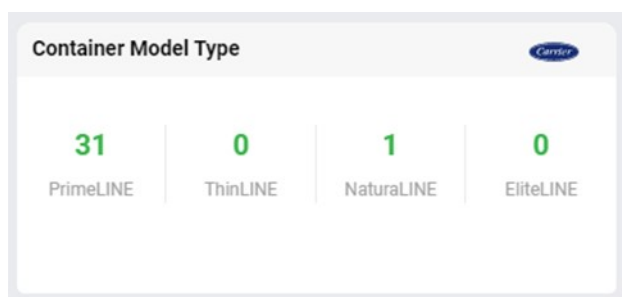 Container Model Type
Carrier
31 0 1 0
PrimeLINE ThinLINE NaturaLINE EliteLINE